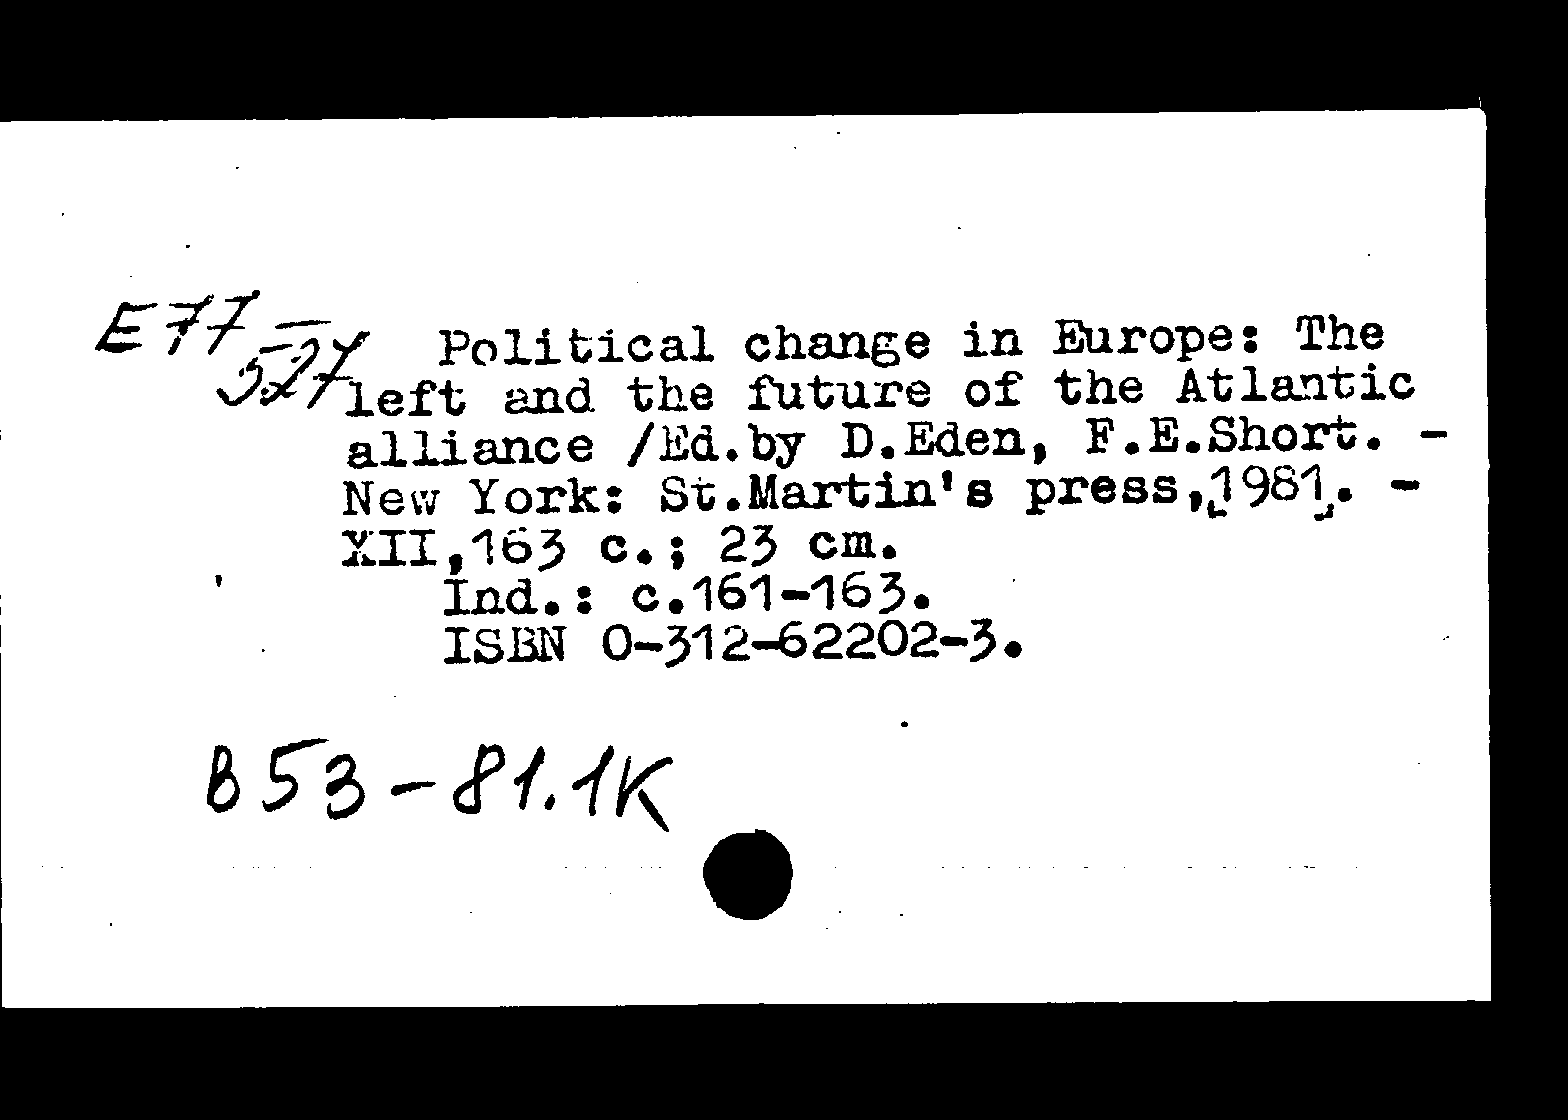 E77
527
Political change in Europe: The
left and the future of the Atlantic
alliance /Ed.by D.Eden, F.E.Short. -
New York: St.Martin's press, [1981]. -
XII,163 c.; 23 cm.
Ind.: c.161-163.
ISBN 0-312-62202-3.
В53-81.1К